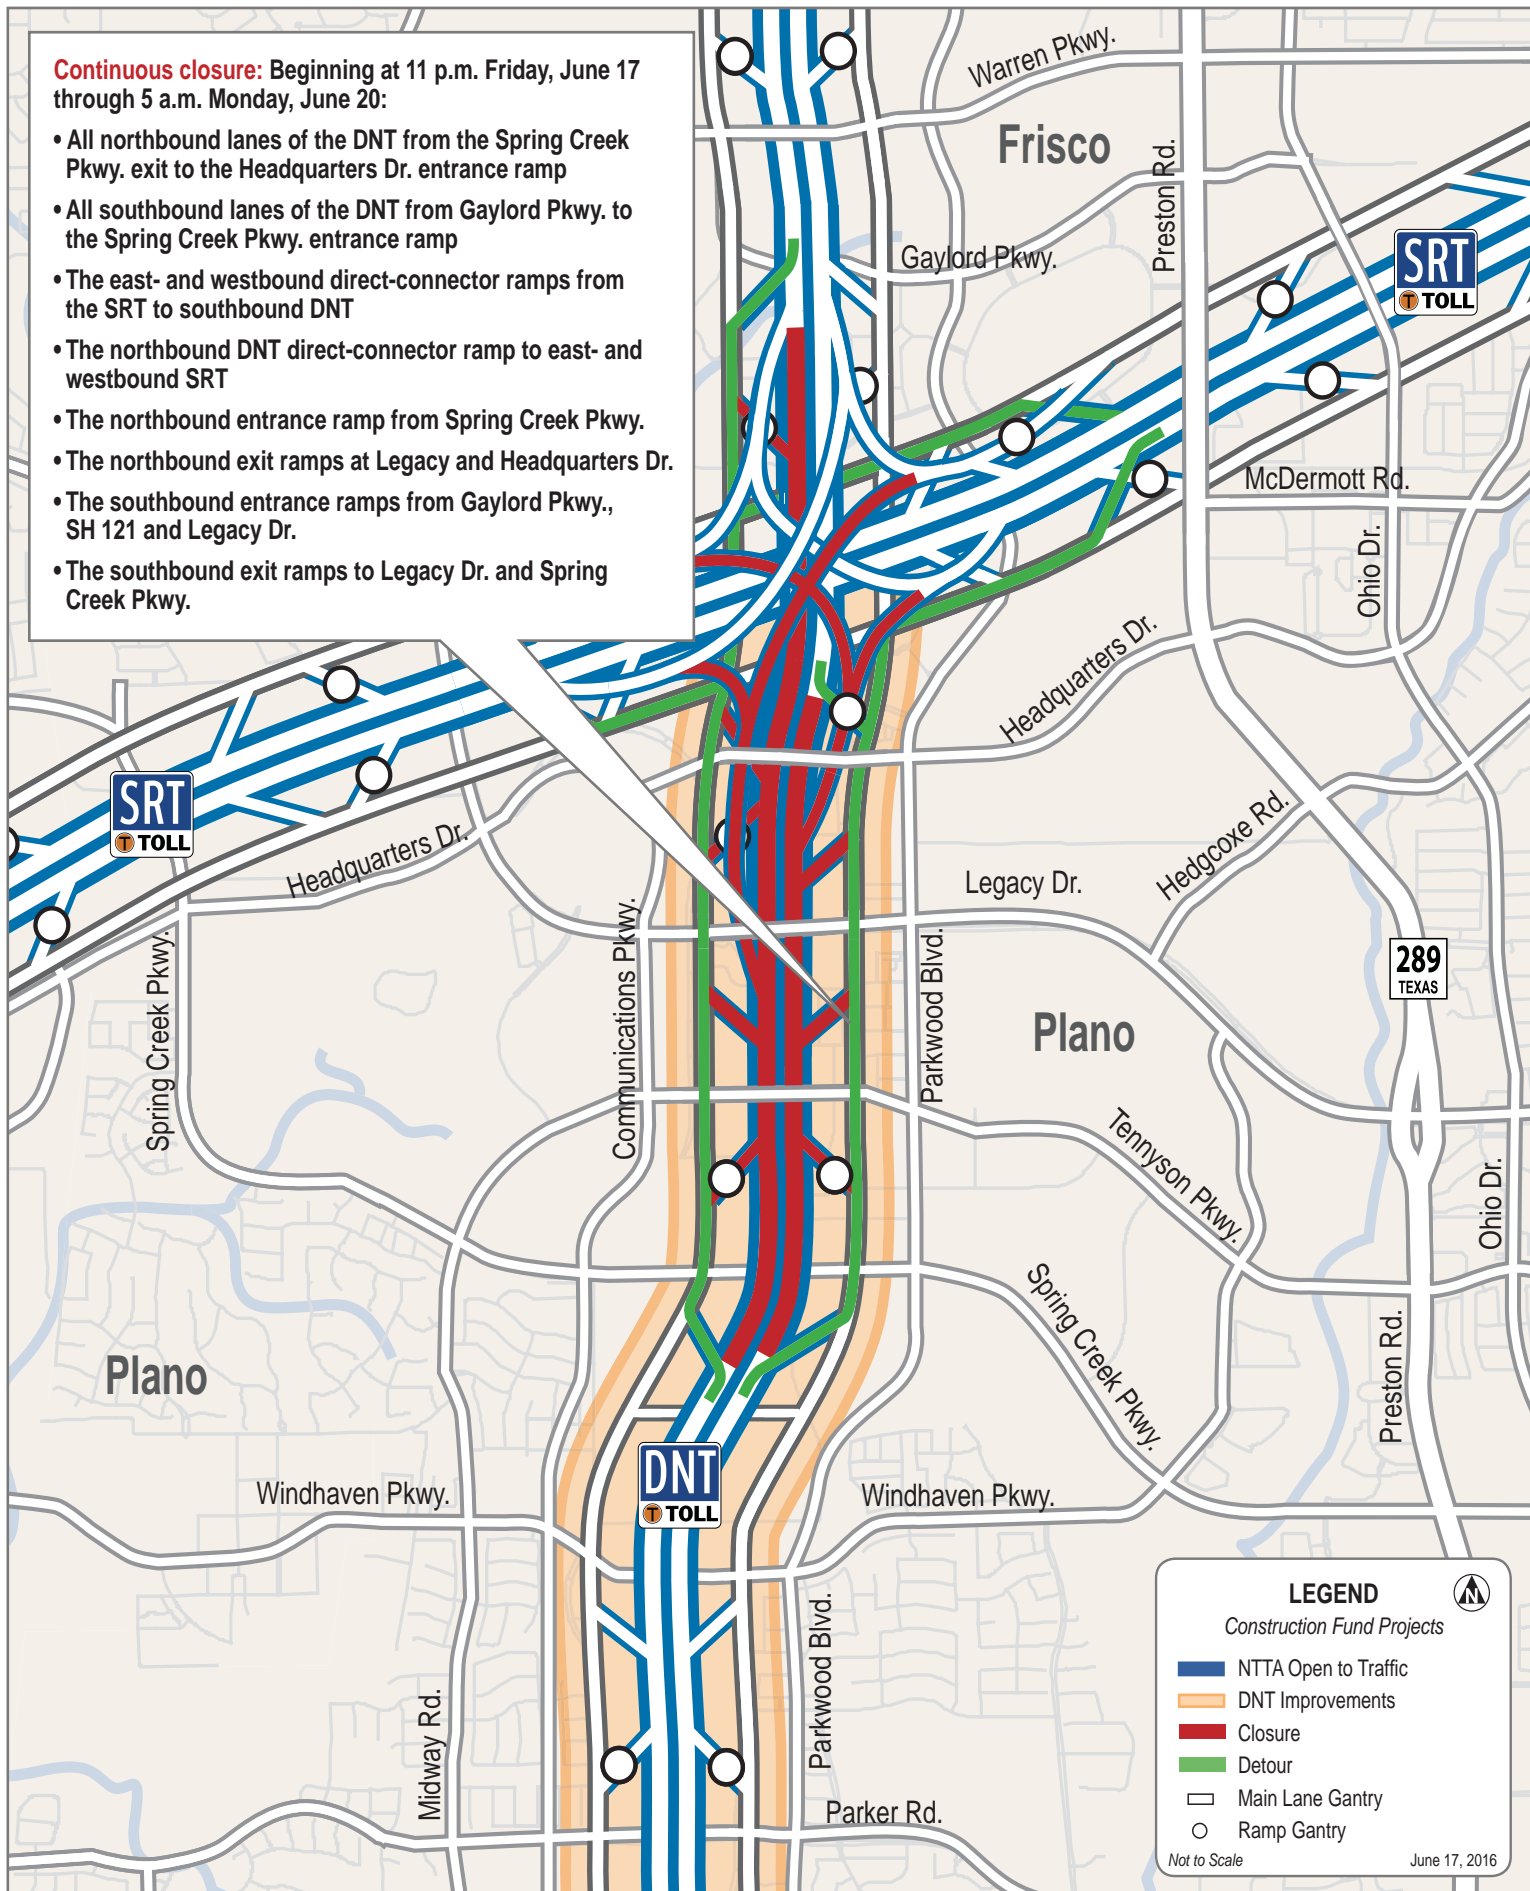 Continuous closure: Beginning at 11 p.m. Friday, June 17
through 5 a.m. Monday, June 20:
• All northbound lanes of the DNT from the Spring Creek
Pkwy. exit to the Headquarters Dr. entrance ramp
• All southbound lanes of the DNT from Gaylord Pkwy. to
the Spring Creek Pkwy. entrance ramp
• The east- and westbound direct-connector ramps from
the SRT to southbound DNT
• The northbound DNT direct-connector ramp to east- and
westbound SRT
• The northbound entrance ramp from Spring Creek Pkwy.
• The northbound exit ramps at Legacy and Headquarters Dr.
• The southbound entrance ramps from Gaylord Pkwy.,
SH 121 and Legacy Dr.
• The southbound exit ramps to Legacy Dr. and Spring
Creek Pkwy.
Warren Pkwy.
Frisco
Preston Rd.
Gaylord Pkwy.
SRT
T TOLL
McDermott Rd.
Ohio Dr.
Headquarters Dr.
SRT
T TOLL
Headquarters Dr.
Hedgcoxe Rd.
Legacy Dr.
Spring Creek Pkwy.
Communications Pkwy.
Parkwood Blvd.
289
TEXAS
Plano
Tennyson Pkwy.
Ohio Dr.
Spring Creek Pkwy.
Plano
Preston Rd.
DNT
T TOLL
Windhaven Pkwy.
Windhaven Pkwy.
Midway Rd.
Parkwood Blvd.
Parker Rd.
LEGEND
N
Construction Fund Projects
NTTA Open to Traffic
DNT Improvements
Closure
Detour
Main Lane Gantry
Ramp Gantry
Not to Scale
June 17, 2016